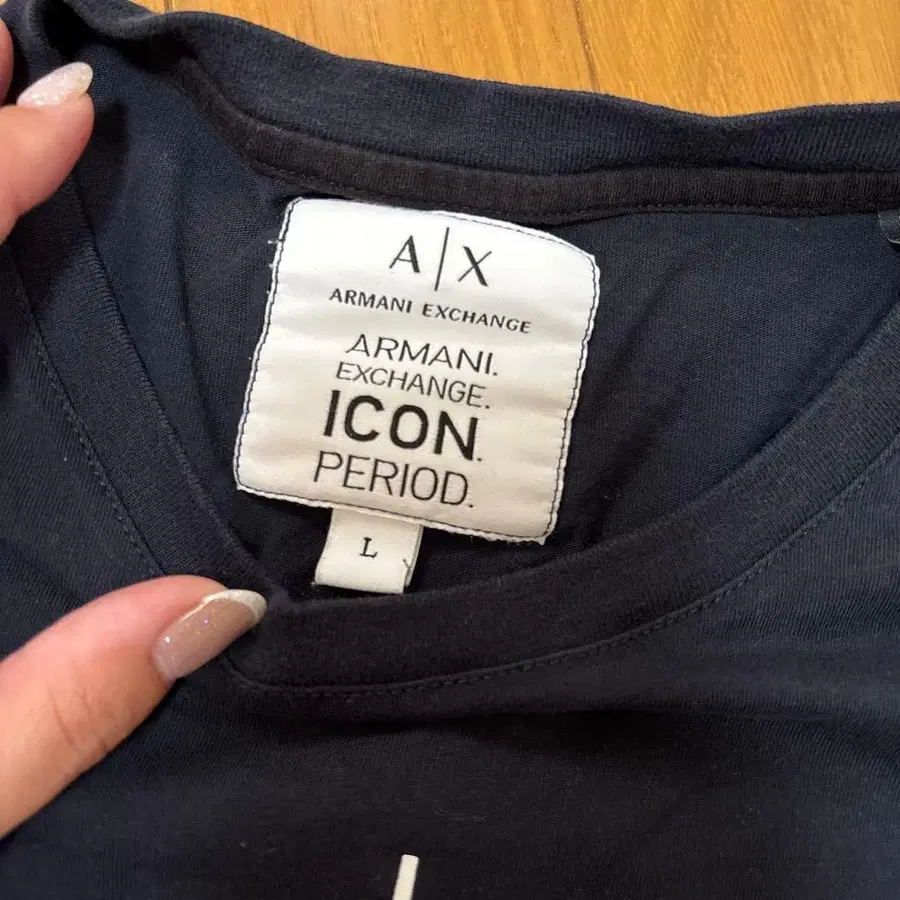 A|X
ARMANI EXCHANGE
ARMANI.
EXCHANGE.
ICON.
PERIOD.
L